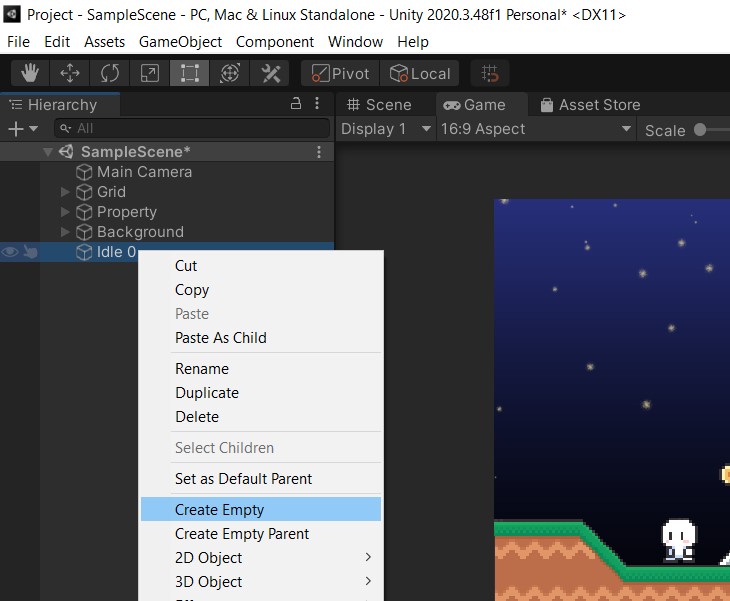 Project - SampleScene - PC, Mac & Linux Standalone - Unity 2020.3.48f1 Personal* <DX11>
File Edit Assets GameObject Component Window Help
Pivot Local
Hierarchy
Scene Game Asset Store
All
Display 1 16:9 Aspect Scale
SampleScene*
Main Camera
Grid
Property
Background
Idle 0
Cut
Copy
Paste
Paste As Child
Rename
Duplicate
Delete
Select Children
Set as Default Parent
Create Empty
Create Empty Parent
2D Object
3D Object